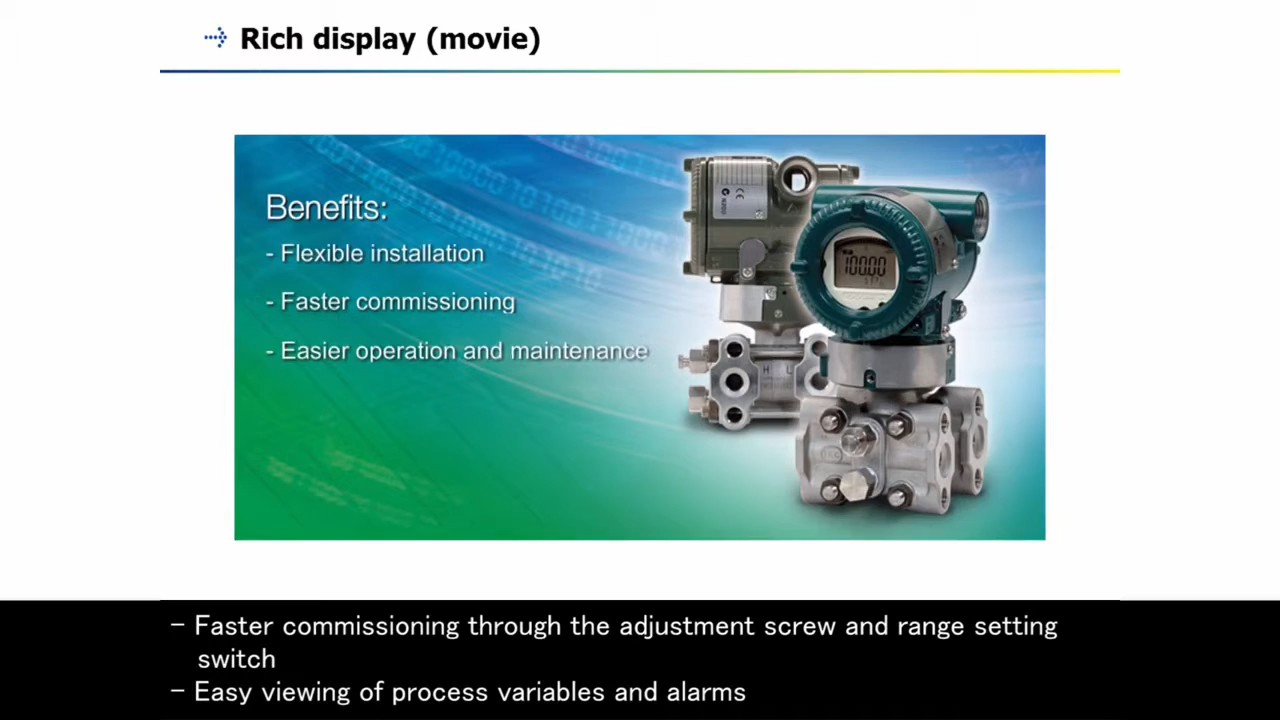 Rich display (movie)
Benefits:
- Flexible installation
- Faster commissioning
- Easier operation and maintenance
100.00
H L
- Faster commissioning through the adjustment screw and range setting
switch
- Easy viewing of process variables and alarms